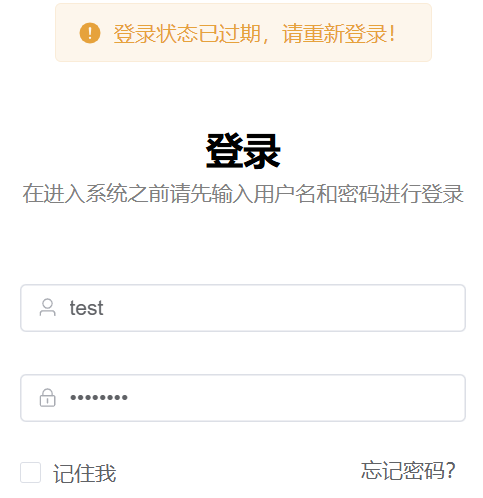 登录状态已过期，请重新登录！
登录
在进入系统之前请先输入用户名和密码进行登录
test
••••••••
记住我 忘记密码？